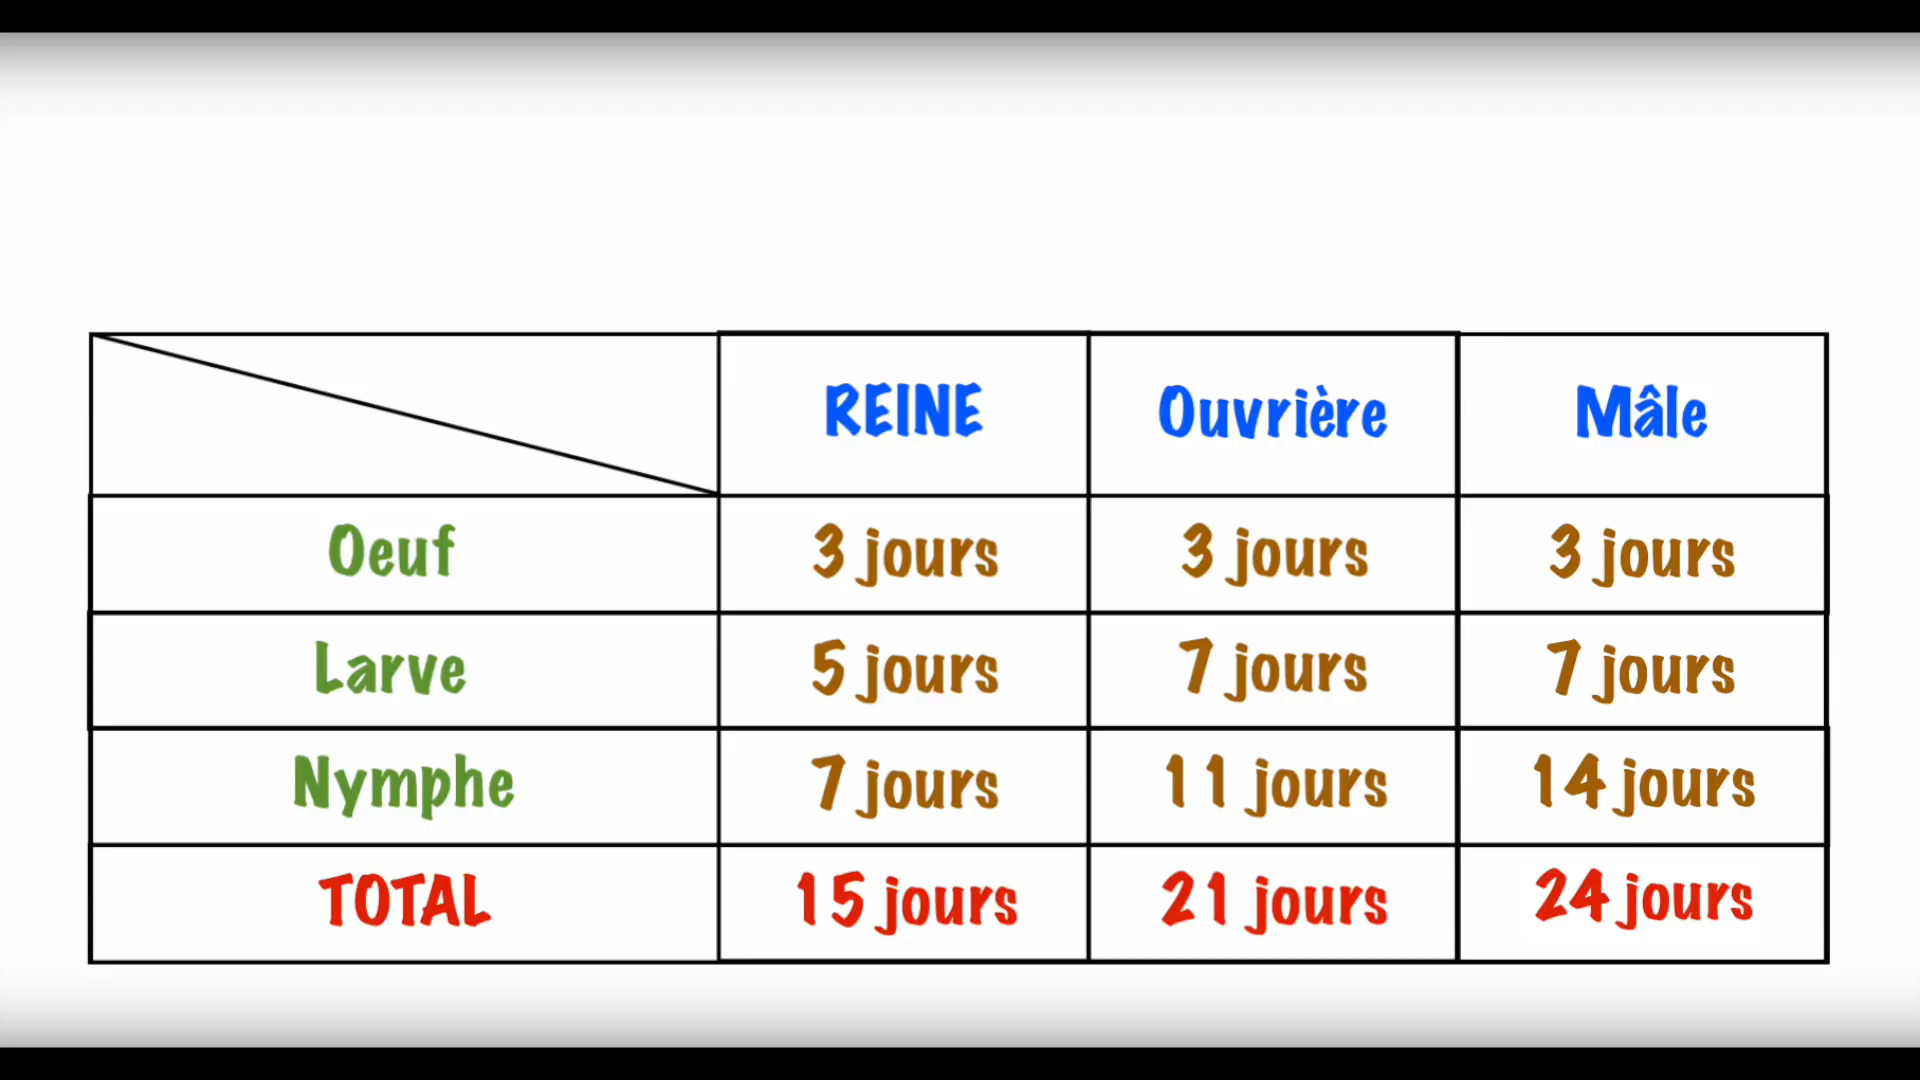 REINE Ouvrière Mâle
Oeuf 3 jours 3 jours 3 jours
Larve 5 jours 7 jours 7 jours
Nymphe 7 jours 11 jours 14 jours
TOTAL 15 jours 21 jours 24 jours